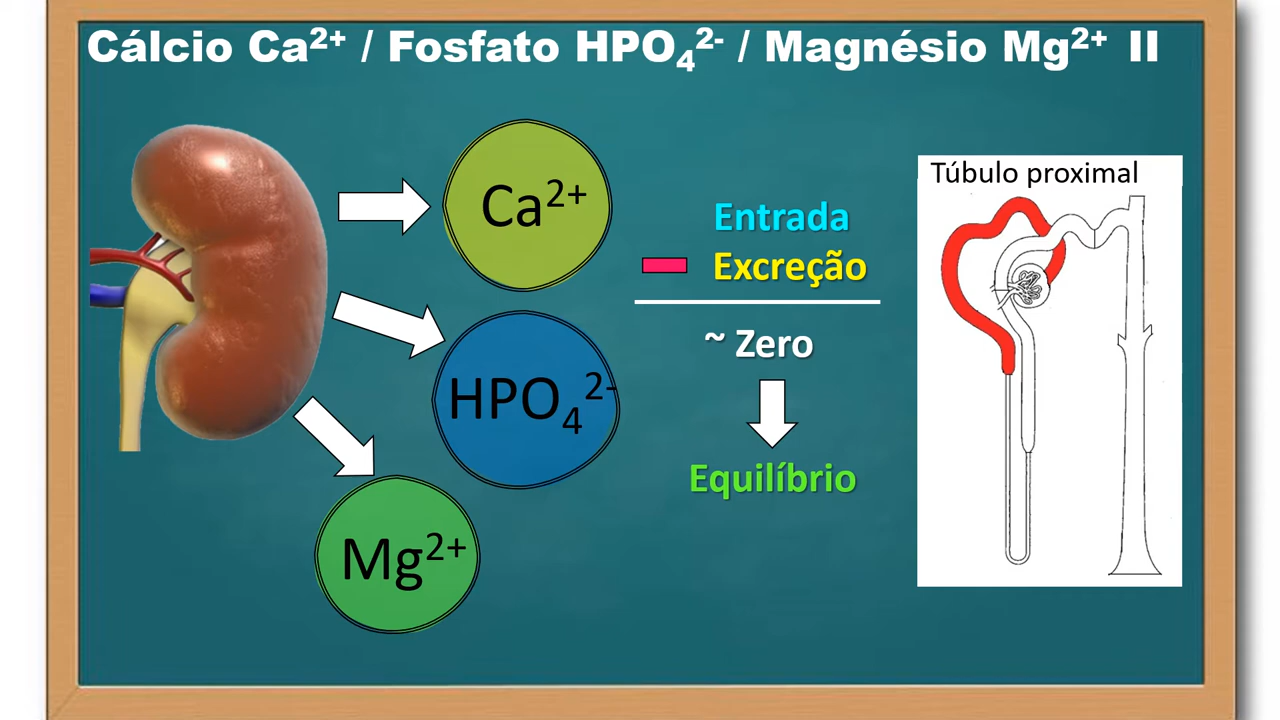 Cálcio Ca²⁺ / Fosfato HPO₄²⁻ / Magnésio Mg²⁺ II
Ca²⁺
HPO₄²⁻
Mg²⁺
Entrada
Excreção
~ Zero
Equilíbrio
Túbulo proximal